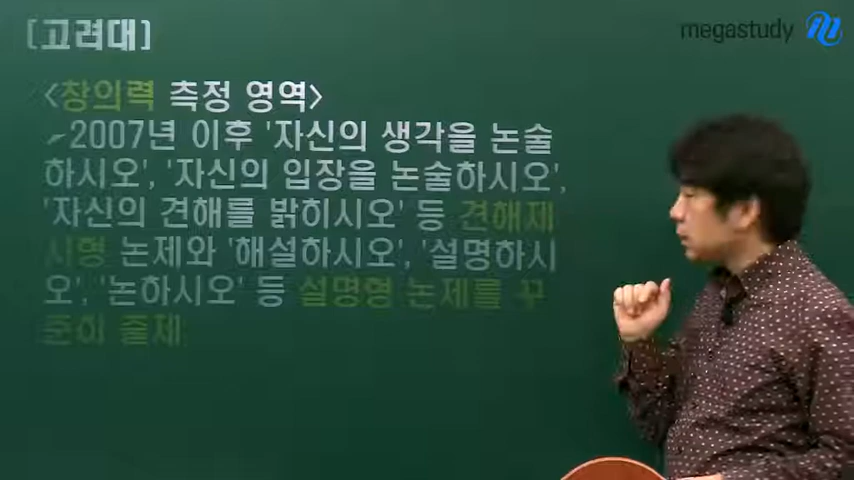 [고려대]
megastudy
<창의력 측정 영역>
2007년 이후 '자신의 생각을 논술
하시오', '자신의 입장을 논술하시오',
'자신의 견해를 밝히시오' 등 견해제
시형 논제와 '해설하시오', '설명하시
오', '논하시오' 등 설명형 논제를 꾸
준히 출제